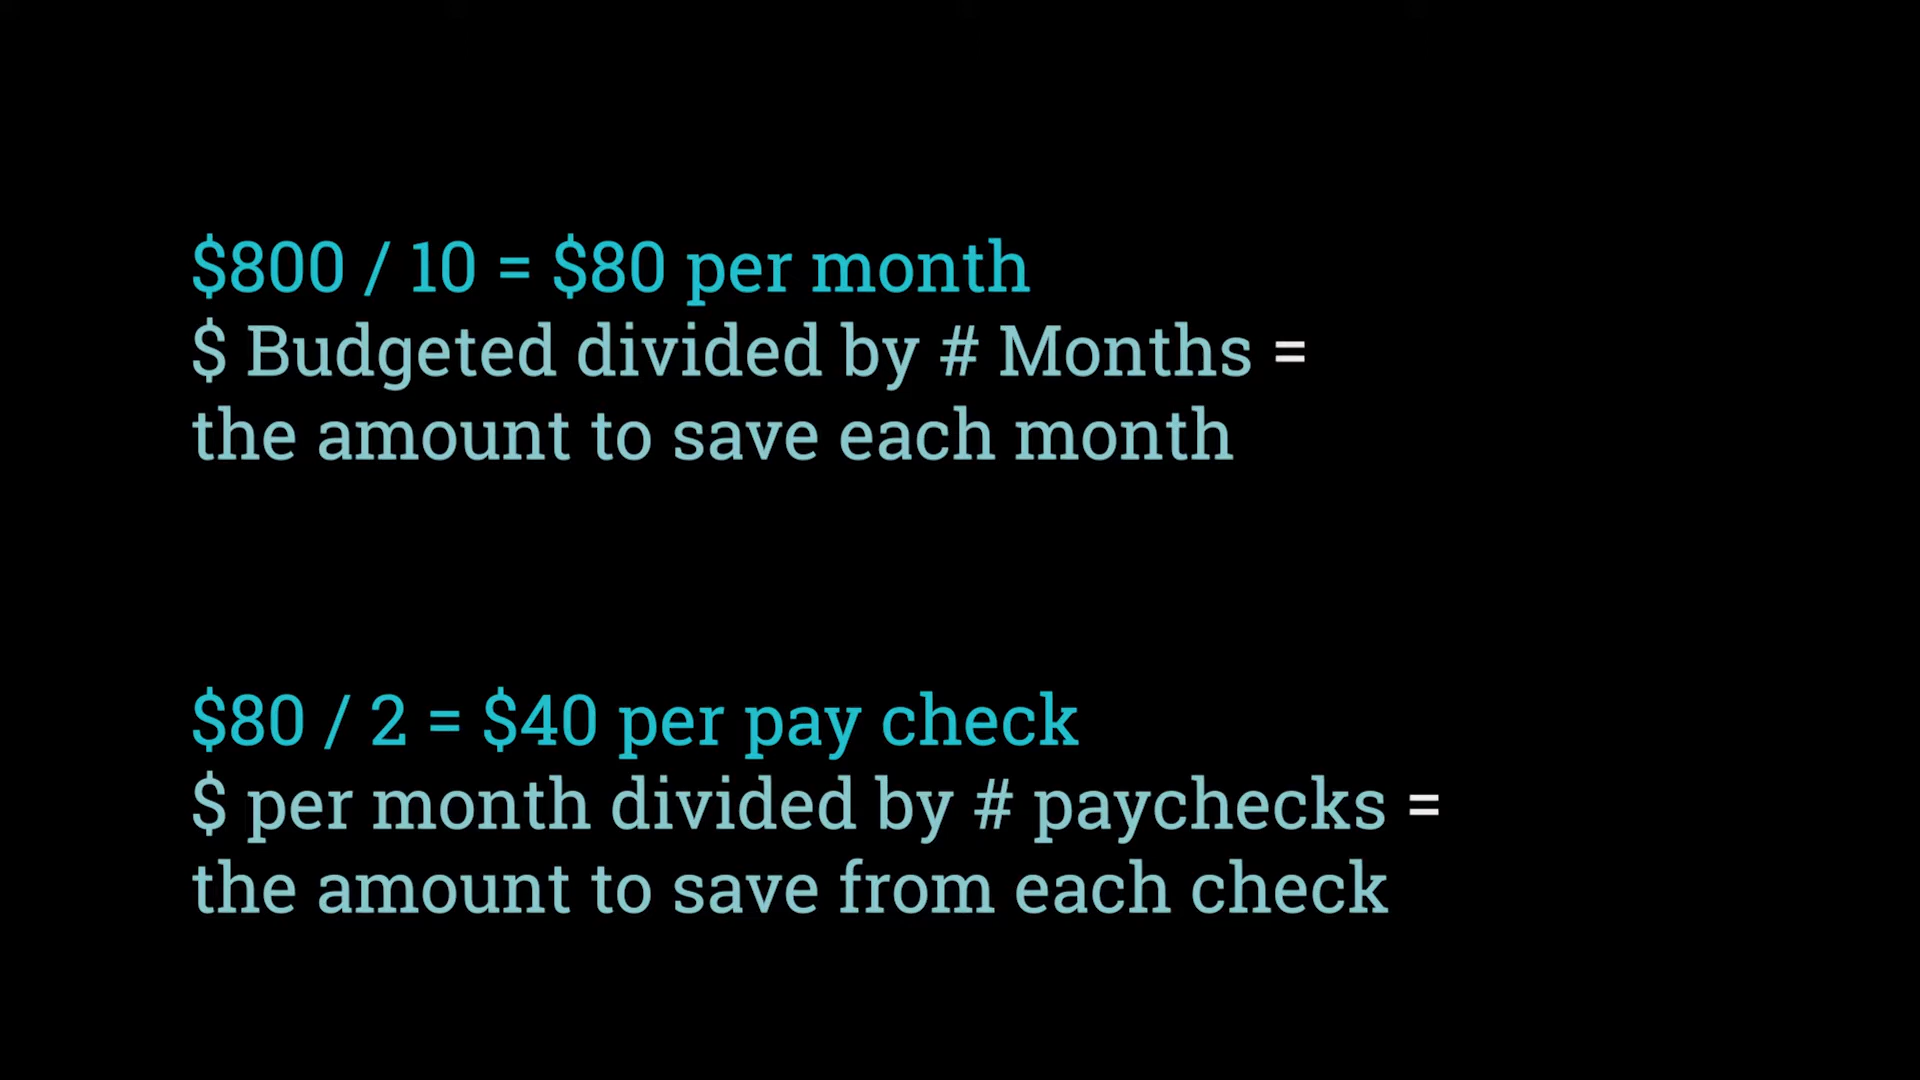 $800 / 10 = $80 per month
$ Budgeted divided by # Months =
the amount to save each month
$80 / 2 = $40 per pay check
$ per month divided by # paychecks =
the amount to save from each check